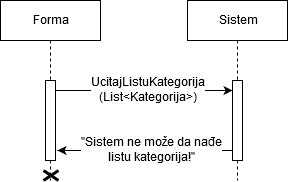 Forma
Sistem
UcitajListuKategorija
(List<Kategorija>)
"Sistem ne može da nađe
listu kategorija!"